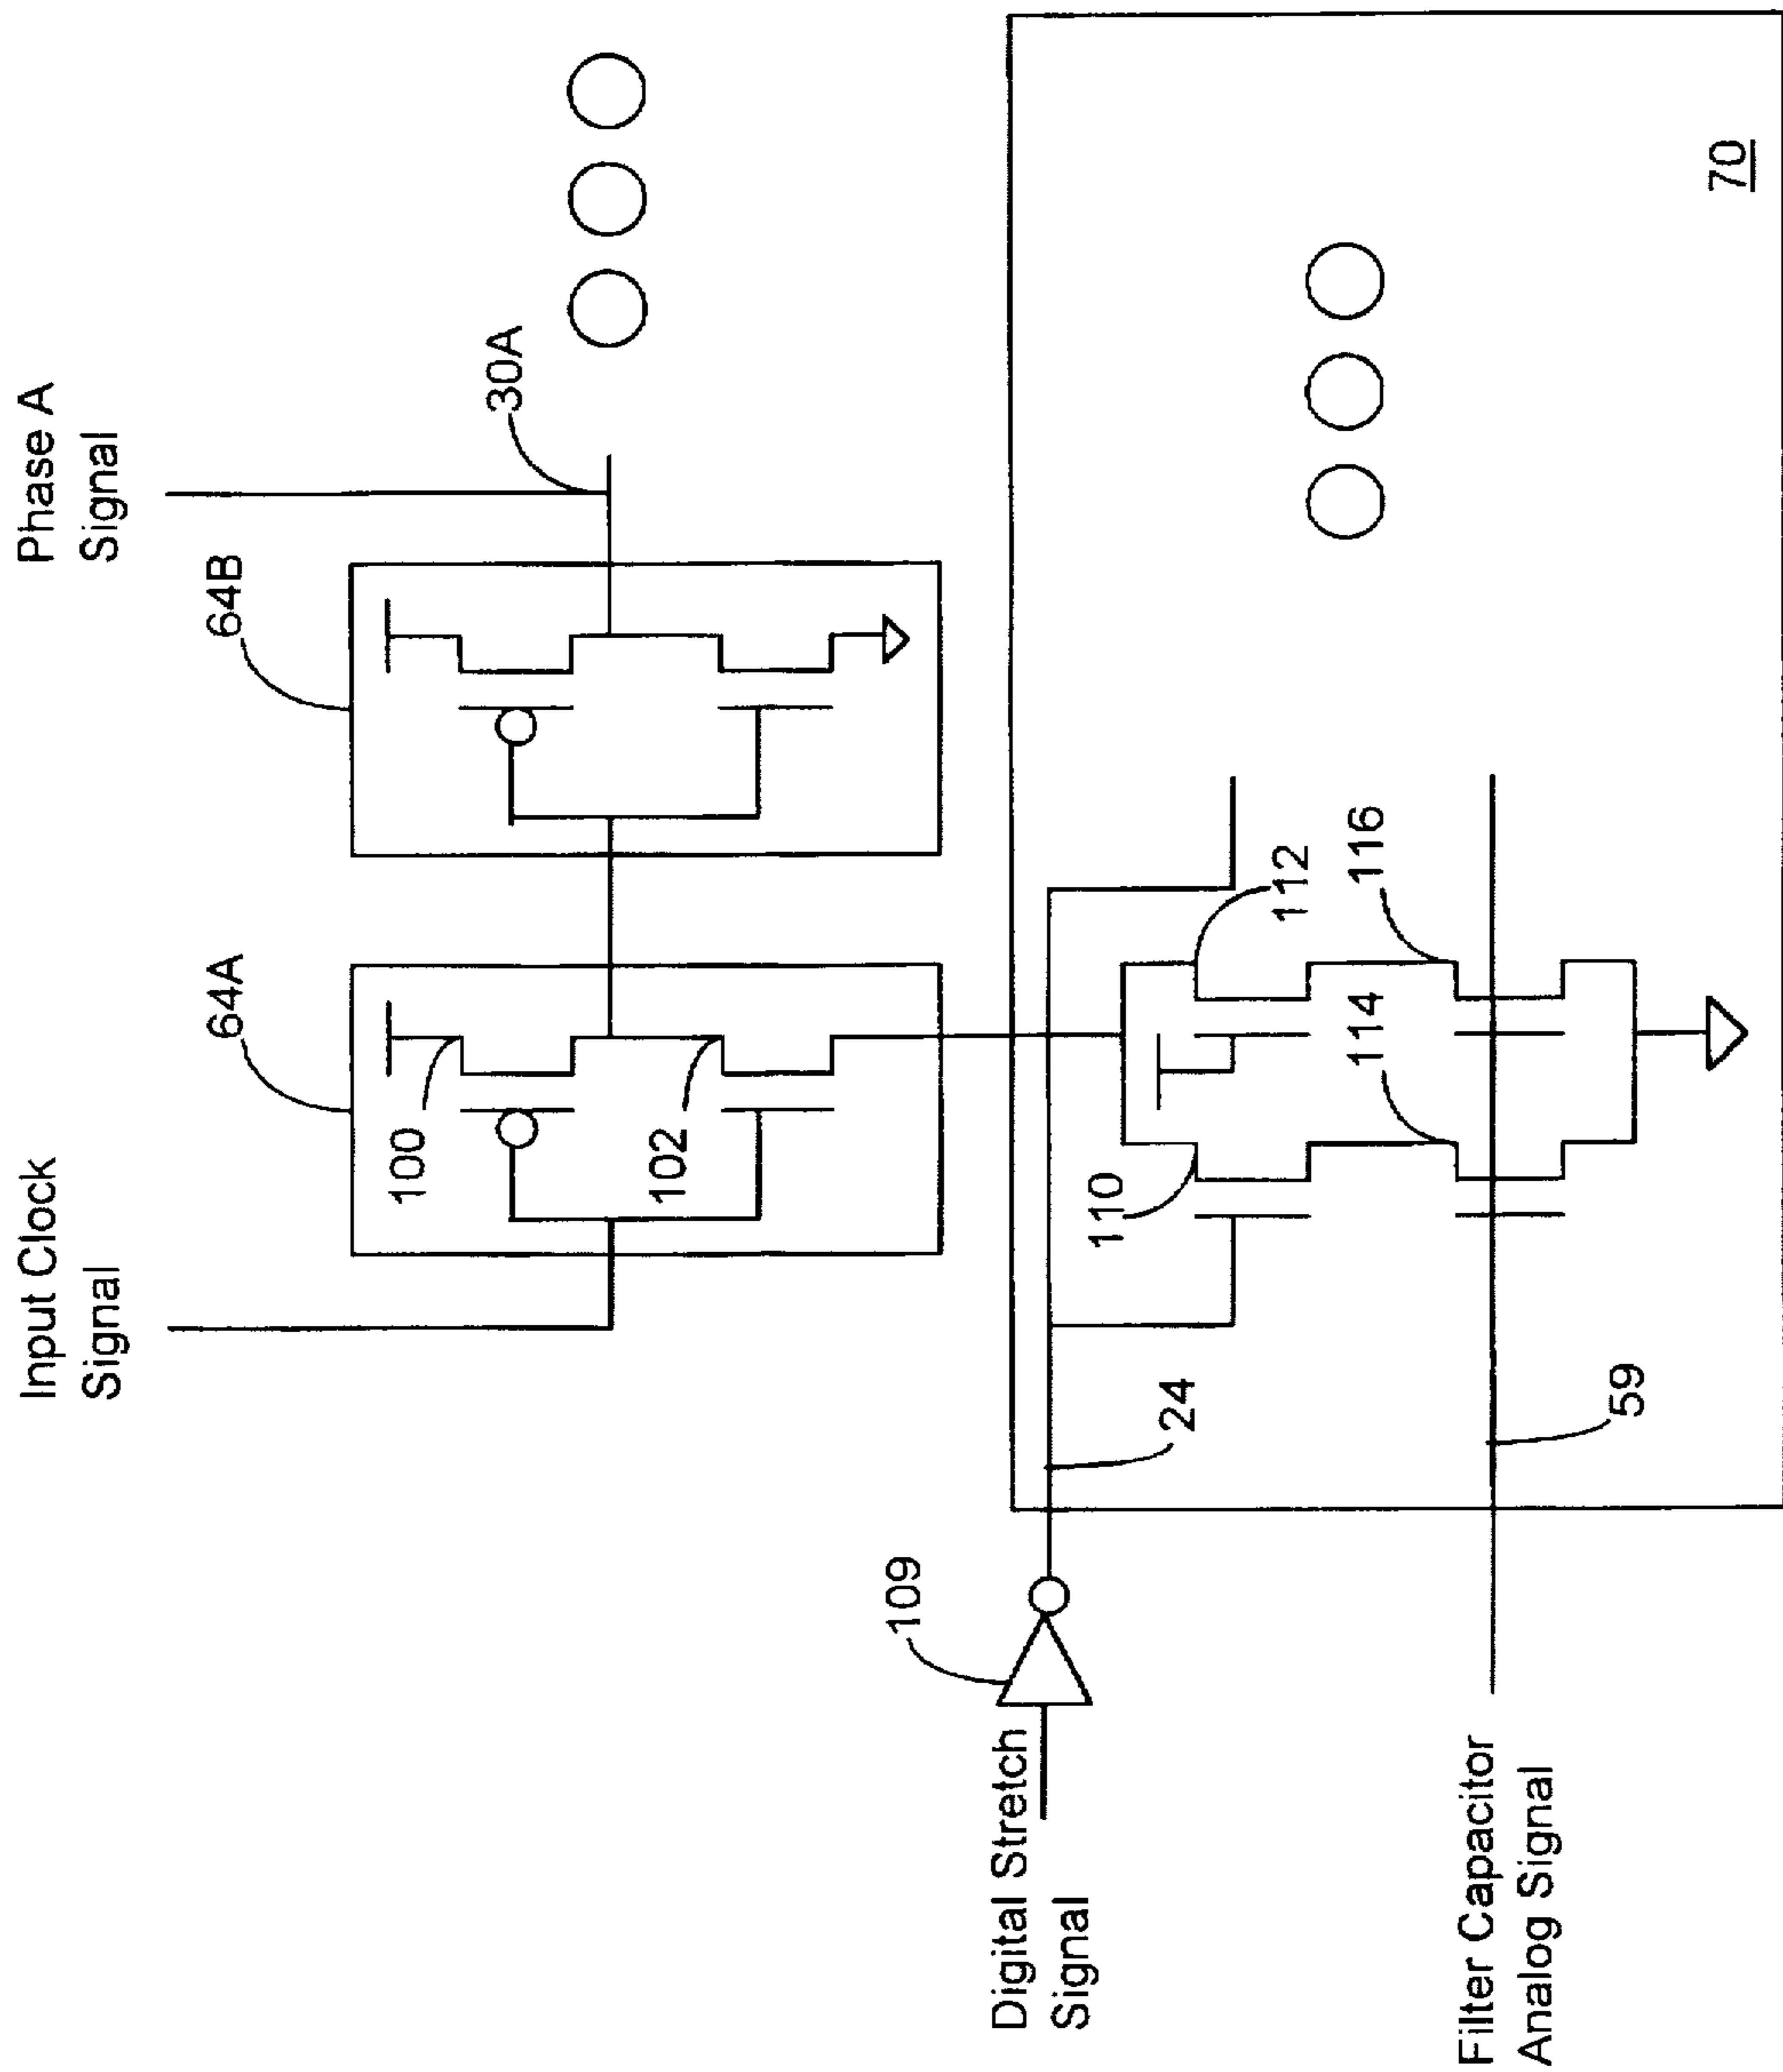 Input Clock
Signal
Phase A
Signal
64A
64B
30A
100
102
109
Digital Stretch
Signal
24
110
112
114
116
Filter Capacitor
Analog Signal
59
70